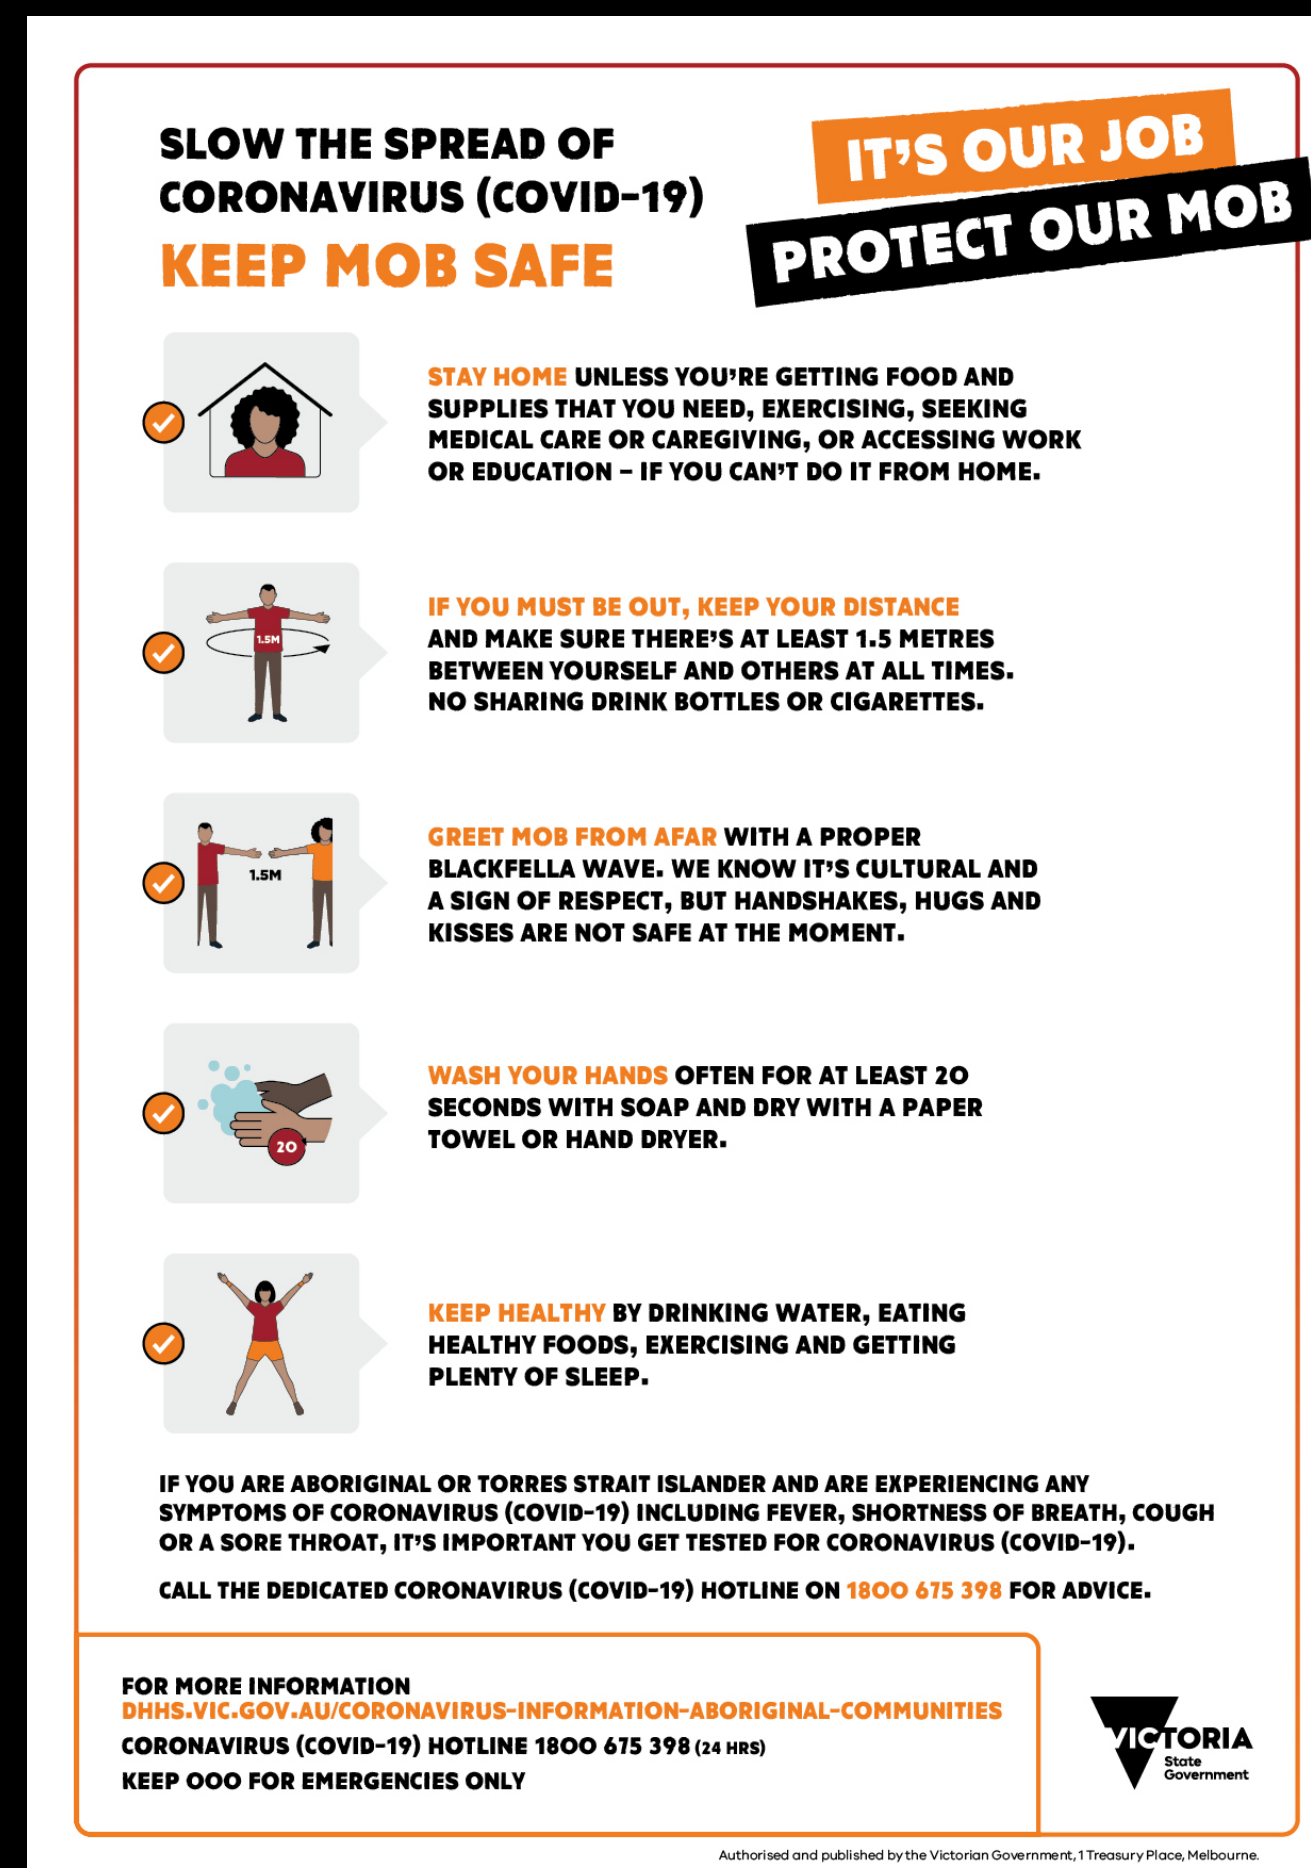 SLOW THE SPREAD OF
CORONAVIRUS (COVID-19)
KEEP MOB SAFE
IT'S OUR JOB
PROTECT OUR MOB
STAY HOME UNLESS YOU'RE GETTING FOOD AND
SUPPLIES THAT YOU NEED, EXERCISING, SEEKING
MEDICAL CARE OR CAREGIVING, OR ACCESSING WORK
OR EDUCATION – IF YOU CAN'T DO IT FROM HOME.
1.5M
IF YOU MUST BE OUT, KEEP YOUR DISTANCE
AND MAKE SURE THERE'S AT LEAST 1.5 METRES
BETWEEN YOURSELF AND OTHERS AT ALL TIMES.
NO SHARING DRINK BOTTLES OR CIGARETTES.
1.5M
GREET MOB FROM AFAR WITH A PROPER
BLACKFELLA WAVE. WE KNOW IT'S CULTURAL AND
A SIGN OF RESPECT, BUT HANDSHAKES, HUGS AND
KISSES ARE NOT SAFE AT THE MOMENT.
20
WASH YOUR HANDS OFTEN FOR AT LEAST 20
SECONDS WITH SOAP AND DRY WITH A PAPER
TOWEL OR HAND DRYER.
KEEP HEALTHY BY DRINKING WATER, EATING
HEALTHY FOODS, EXERCISING AND GETTING
PLENTY OF SLEEP.
IF YOU ARE ABORIGINAL OR TORRES STRAIT ISLANDER AND ARE EXPERIENCING ANY
SYMPTOMS OF CORONAVIRUS (COVID-19) INCLUDING FEVER, SHORTNESS OF BREATH, COUGH
OR A SORE THROAT, IT'S IMPORTANT YOU GET TESTED FOR CORONAVIRUS (COVID-19).
CALL THE DEDICATED CORONAVIRUS (COVID-19) HOTLINE ON 1800 675 398 FOR ADVICE.
FOR MORE INFORMATION
DHHS.VIC.GOV.AU/CORONAVIRUS-INFORMATION-ABORIGINAL-COMMUNITIES
CORONAVIRUS (COVID-19) HOTLINE 1800 675 398 (24 HRS)
KEEP 000 FOR EMERGENCIES ONLY
VICTORIA
State
Government
Authorised and published by the Victorian Government, 1 Treasury Place, Melbourne.